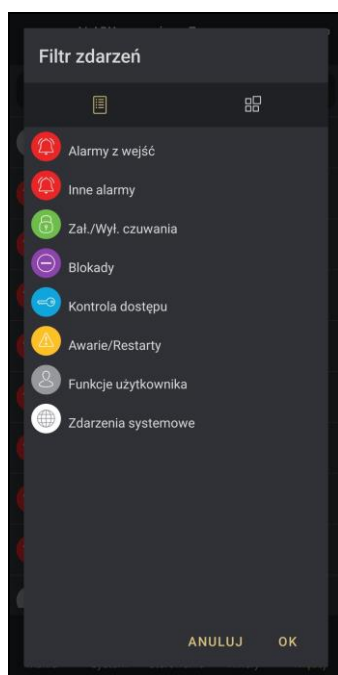 Filtr zdarzeń
Alarmy z wejść
Inne alarmy
Zał./Wył. czuwania
Blokady
Kontrola dostępu
Awarie/Restarty
Funkcje użytkownika
Zdarzenia systemowe
ANULUJ OK